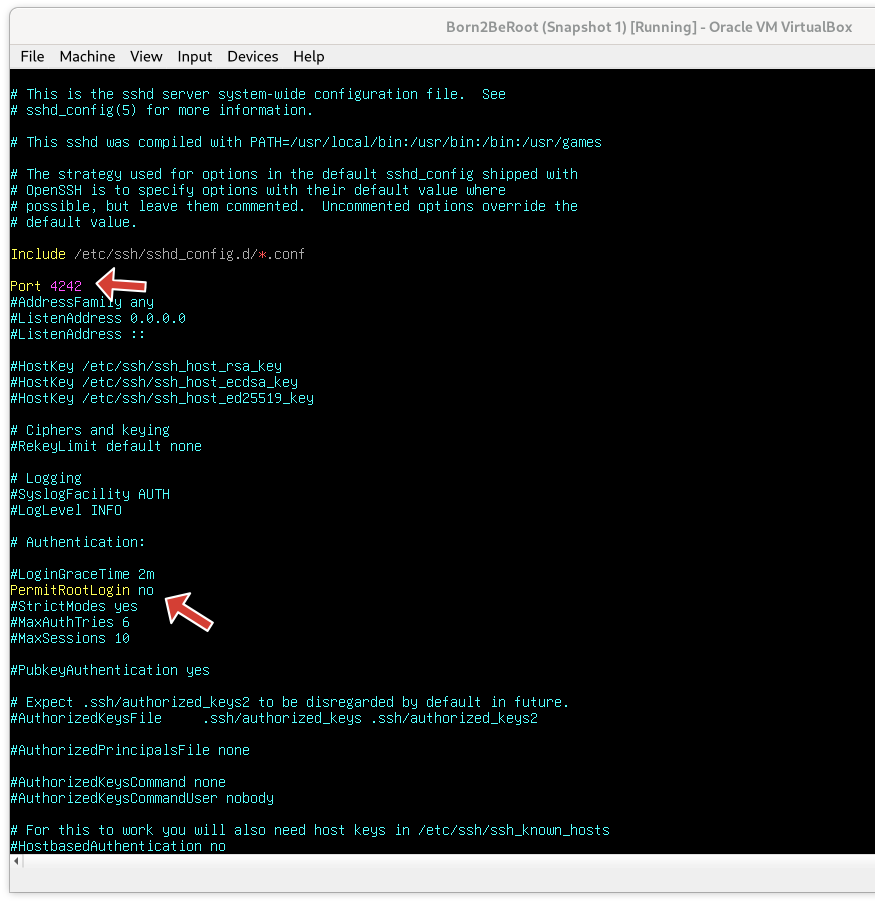 Born2BeRoot (Snapshot 1) [Running] - Oracle VM VirtualBox
File Machine View Input Devices Help
# This is the sshd server system-wide configuration file.  See
# sshd_config(5) for more information.
# This sshd was compiled with PATH=/usr/local/bin:/usr/bin:/bin:/usr/games
# The strategy used for options in the default sshd_config shipped with
# OpenSSH is to specify options with their default value where
# possible, but leave them commented.  Uncommented options override the
# default value.
Include /etc/ssh/sshd_config.d/*.conf
Port 4242
#AddressFamily any
#ListenAddress 0.0.0.0
#ListenAddress ::
#HostKey /etc/ssh/ssh_host_rsa_key
#HostKey /etc/ssh/ssh_host_ecdsa_key
#HostKey /etc/ssh/ssh_host_ed25519_key
# Ciphers and keying
#RekeyLimit default none
# Logging
#SyslogFacility AUTH
#LogLevel INFO
# Authentication:
#LoginGraceTime 2m
PermitRootLogin no
#StrictModes yes
#MaxAuthTries 6
#MaxSessions 10
#PubkeyAuthentication yes
# Expect .ssh/authorized_keys2 to be disregarded by default in future.
#AuthorizedKeysFile     .ssh/authorized_keys .ssh/authorized_keys2
#AuthorizedPrincipalsFile none
#AuthorizedKeysCommand none
#AuthorizedKeysCommandUser nobody
# For this to work you will also need host keys in /etc/ssh/ssh_known_hosts
#HostbasedAuthentication no